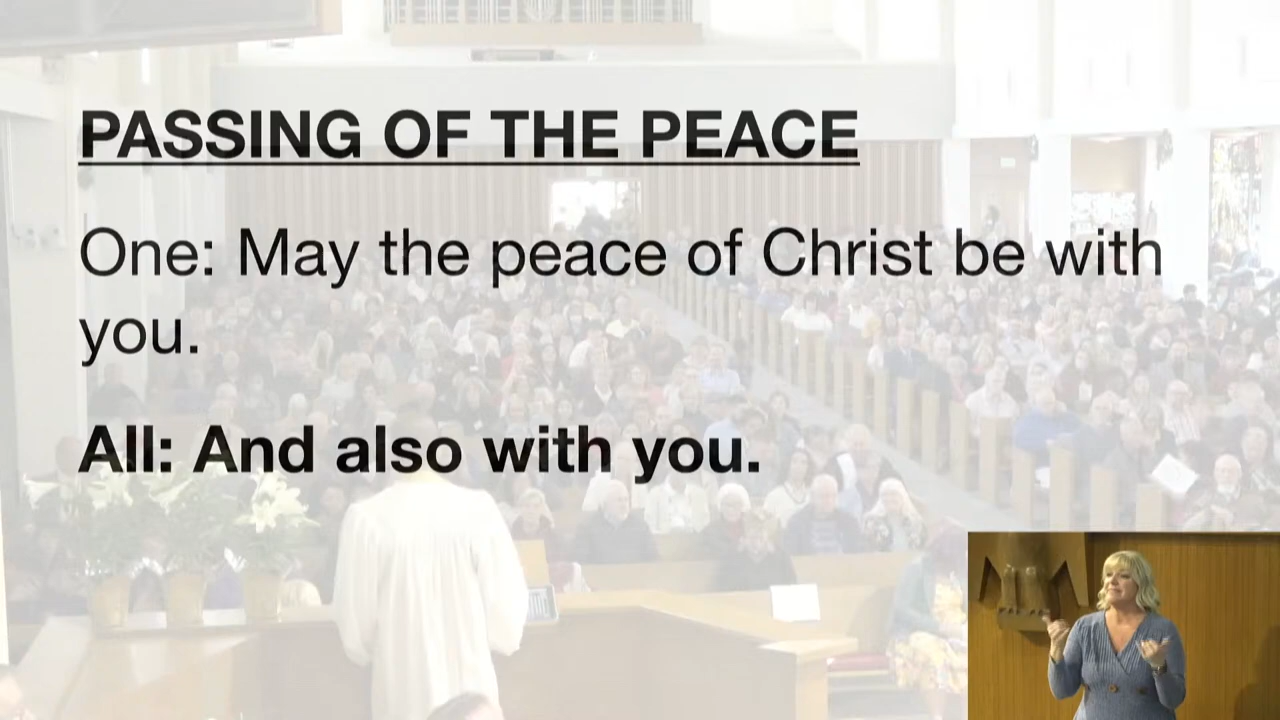 PASSING OF THE PEACE
One: May the peace of Christ be with
you.
All: And also with you.